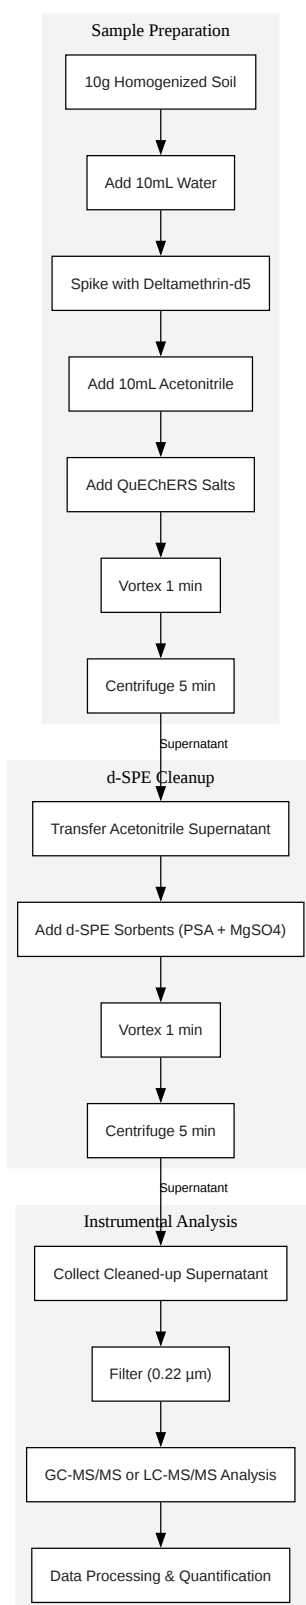 Sample Preparation
10g Homogenized Soil
Add 10mL Water
Spike with Deltamethrin-d5
Add 10mL Acetonitrile
Add QuEChERS Salts
Vortex 1 min
Centrifuge 5 min
Supernatant
d-SPE Cleanup
Transfer Acetonitrile Supernatant
Add d-SPE Sorbents (PSA + MgSO4)
Vortex 1 min
Centrifuge 5 min
Supernatant
Instrumental Analysis
Collect Cleaned-up Supernatant
Filter (0.22 µm)
GC-MS/MS or LC-MS/MS Analysis
Data Processing & Quantification